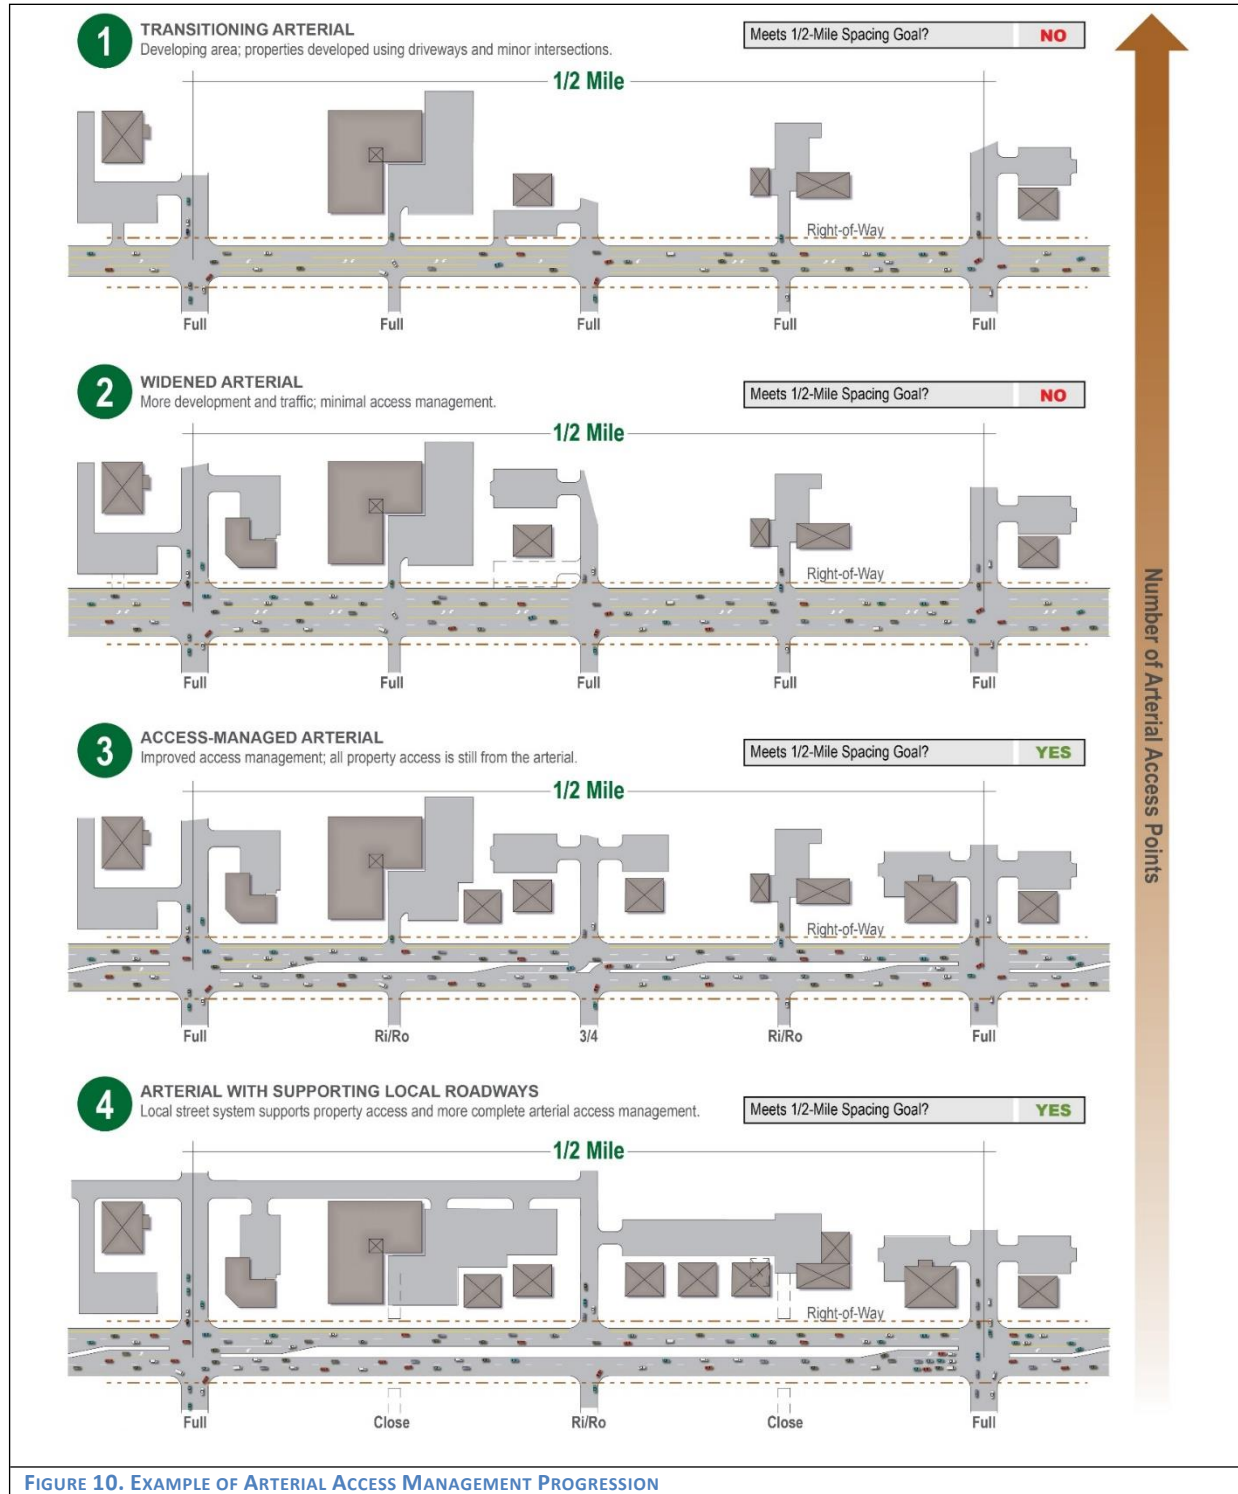 1
TRANSITIONING ARTERIAL
Developing area; properties developed using driveways and minor intersections.
Meets 1/2-Mile Spacing Goal? NO
1/2 Mile
Right-of-Way
Full Full Full Full Full
2
WIDENED ARTERIAL
More development and traffic; minimal access management.
Meets 1/2-Mile Spacing Goal? NO
1/2 Mile
Right-of-Way
Full Full Full Full Full
3
ACCESS-MANAGED ARTERIAL
Improved access management; all property access is still from the arterial.
Meets 1/2-Mile Spacing Goal? YES
1/2 Mile
Right-of-Way
Full Ri/Ro 3/4 Ri/Ro Full
4
ARTERIAL WITH SUPPORTING LOCAL ROADWAYS
Local street system supports property access and more complete arterial access management.
Meets 1/2-Mile Spacing Goal? YES
1/2 Mile
Right-of-Way
Full Close Ri/Ro Close Full
Number of Arterial Access Points
FIGURE 10. EXAMPLE OF ARTERIAL ACCESS MANAGEMENT PROGRESSION